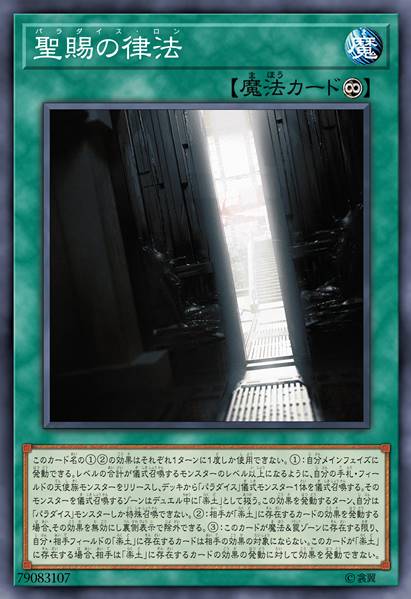 パラダイス・ロン
聖賜の律法
魔
まほう
【魔法カード】
このカード名の①②の効果はそれぞれ1ターンに1度しか使用できない。①：自分メインフェイズに
発動できる。レベルの合計が儀式召喚するモンスターのレベル以上になるように、自分の手札・フィ
ールドの天使族モンスターをリリースし、デッキから「パラダイス」儀式モンスター1体を儀式召喚する。その
モンスターを儀式召喚するゾーンはデュエル中に「楽土」として扱う。この効果を発動するターン、自分は
「パラダイス」モンスターしか特殊召喚できない。②：相手が「楽土」に存在するカードの効果を発動する
場合、その効果を無効にし裏側表示で除外できる。③：このカードが魔法＆罠ゾーンに存在する限り、
自分・相手フィールドの「楽土」に存在するカードは相手の効果の対象にならない。このカードが「楽土」
に存在する場合、相手は「楽土」に存在するカードの効果の発動に対して効果を発動できない。
79083107
©貪翼